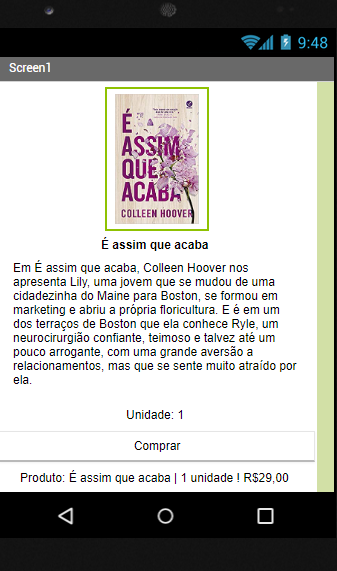 9:48
Screen1
É
ASSIM
QUE
ACABA
COLLEEN HOOVER
É assim que acaba
Em É assim que acaba, Colleen Hoover nos
apresenta Lily, uma jovem que se mudou de uma
cidadezinha do Maine para Boston, se formou em
marketing e abriu a própria floricultura. E é em um
dos terraços de Boston que ela conhece Ryle, um
neurocirurgião confiante, teimoso e talvez até um
pouco arrogante, com uma grande aversão a
relacionamentos, mas que se sente muito atraído por
ela.
Unidade: 1
Comprar
Produto: É assim que acaba | 1 unidade ! R$29,00